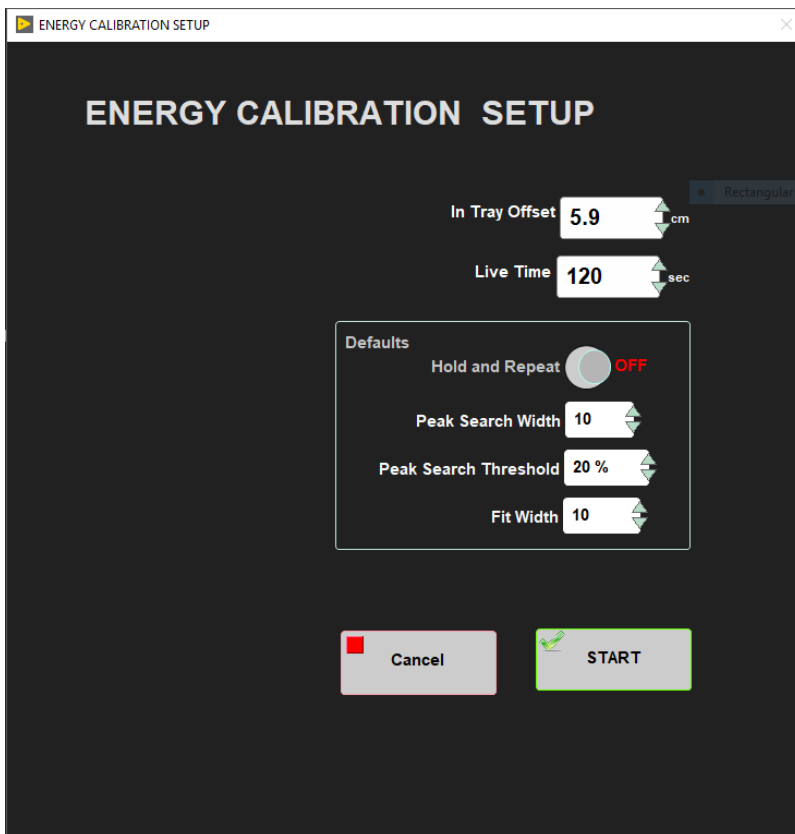 ENERGY CALIBRATION SETUP
ENERGY CALIBRATION SETUP
Rectangular
In Tray Offset 5.9 cm
Live Time 120 sec
Defaults
Hold and Repeat OFF
Peak Search Width 10
Peak Search Threshold 20 %
Fit Width 10
Cancel
START